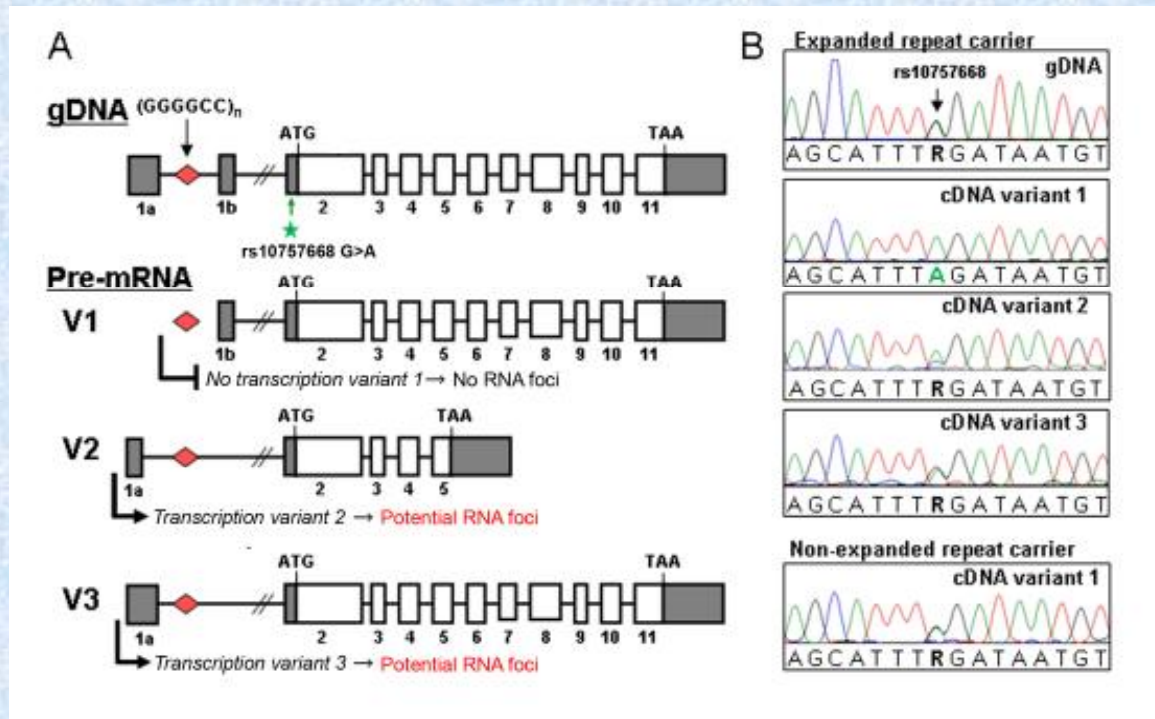 A
gDNA (GGGGCC)n
ATG TAA
1a 1b 2 3 4 5 6 7 8 9 10 11
rs10757668 G>A
Pre-mRNA
ATG TAA
V1
1b 2 3 4 5 6 7 8 9 10 11
No transcription variant 1→ No RNA foci
ATG TAA
V2
1a 2 3 4 5
Transcription variant 2 → Potential RNA foci
ATG TAA
V3
1a 2 3 4 5 6 7 8 9 10 11
Transcription variant 3 → Potential RNA foci
B
Expanded repeat carrier
rs10757668 gDNA
AGCATTTRGATAATGT
cDNA variant 1
AGCATTTAGATAATGT
cDNA variant 2
AGCATTTRGATAATGT
cDNA variant 3
AGCATTTRGATAATGT
Non-expanded repeat carrier
cDNA variant 1
AGCATTTRGATAATGT